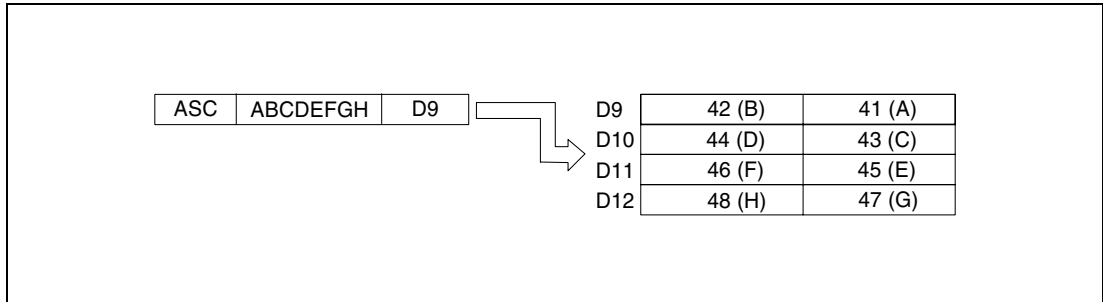 ASC ABCDEFGH D9
D9 42 (B) 41 (A)
D10 44 (D) 43 (C)
D11 46 (F) 45 (E)
D12 48 (H) 47 (G)